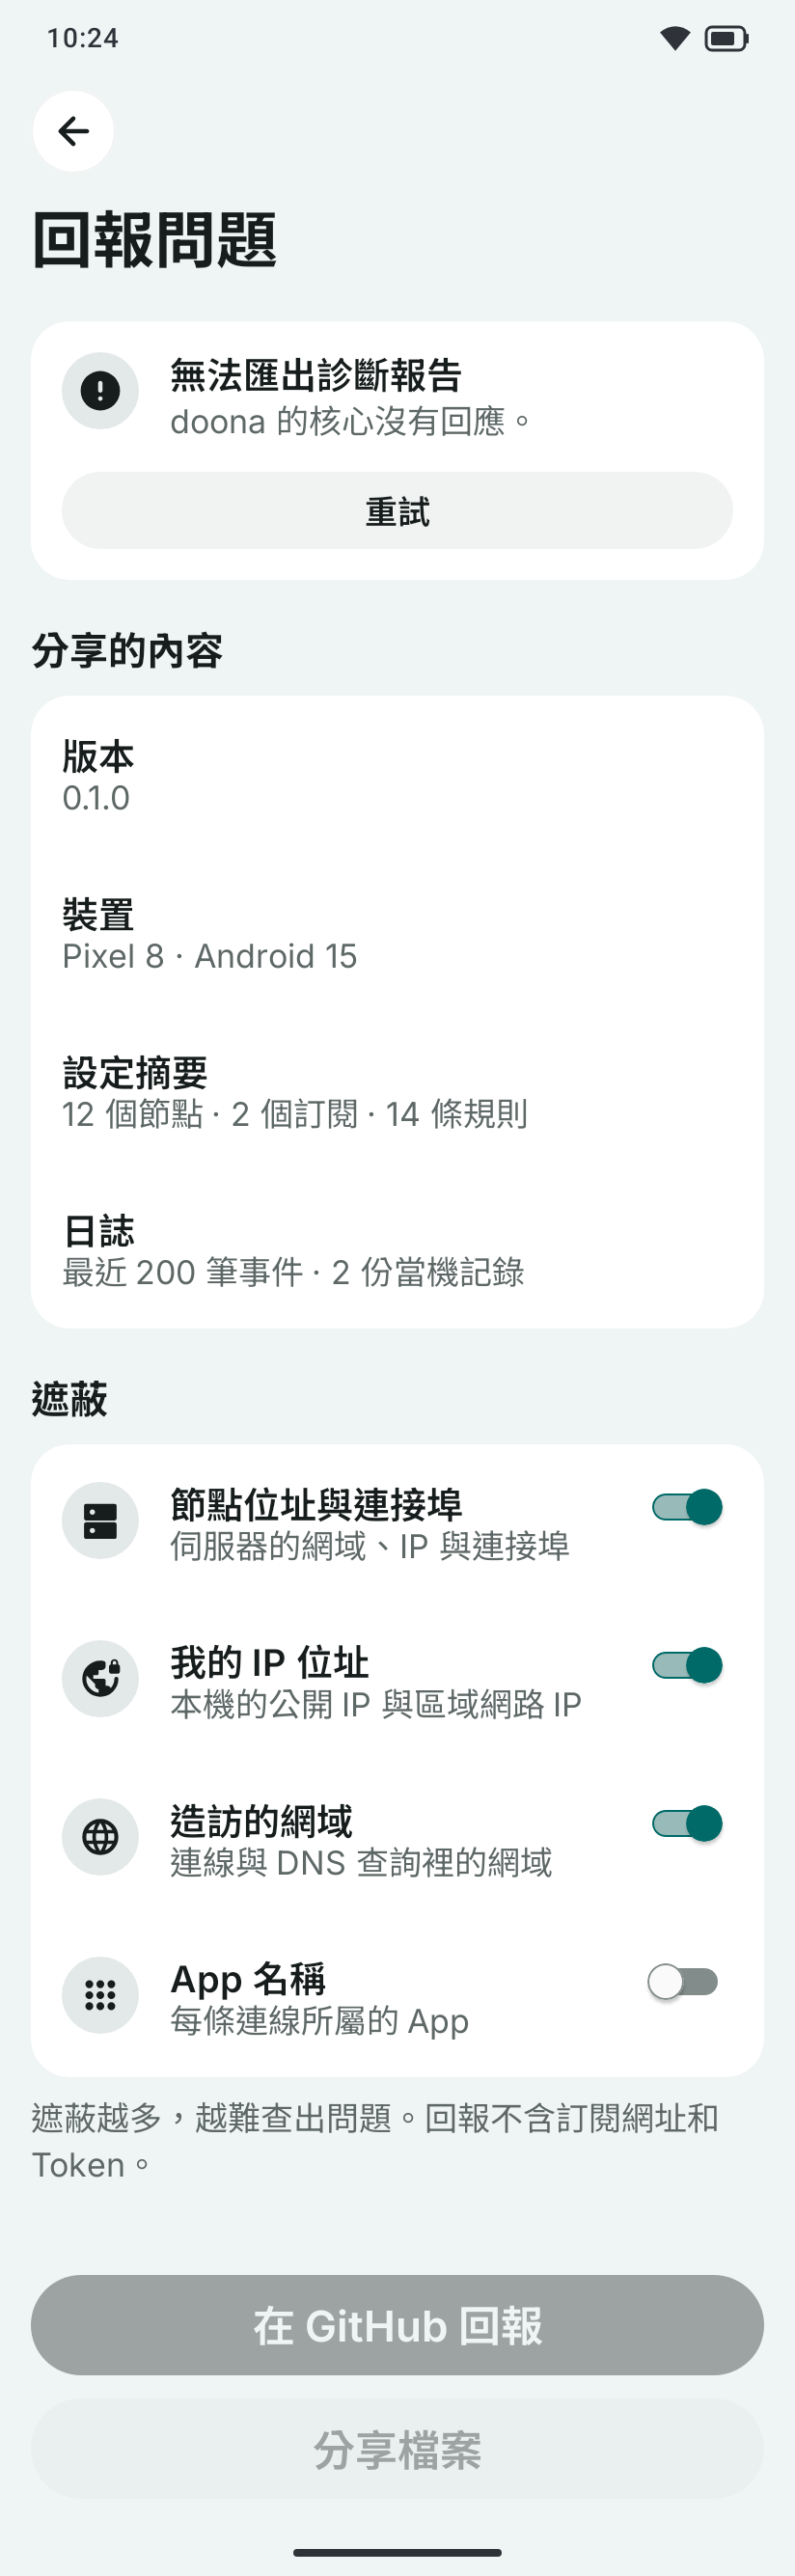 10:24
回報問題
無法匯出診斷報告
doona 的核心沒有回應。
重試
分享的內容
版本
0.1.0
裝置
Pixel 8 · Android 15
設定摘要
12 個節點 · 2 個訂閱 · 14 條規則
日誌
最近 200 筆事件 · 2 份當機記錄
遮蔽
節點位址與連接埠
伺服器的網域、IP 與連接埠
我的 IP 位址
本機的公開 IP 與區域網路 IP
造訪的網域
連線與 DNS 查詢裡的網域
App 名稱
每條連線所屬的 App
遮蔽越多，越難查出問題。回報不含訂閱網址和
Token。
在 GitHub 回報
分享檔案